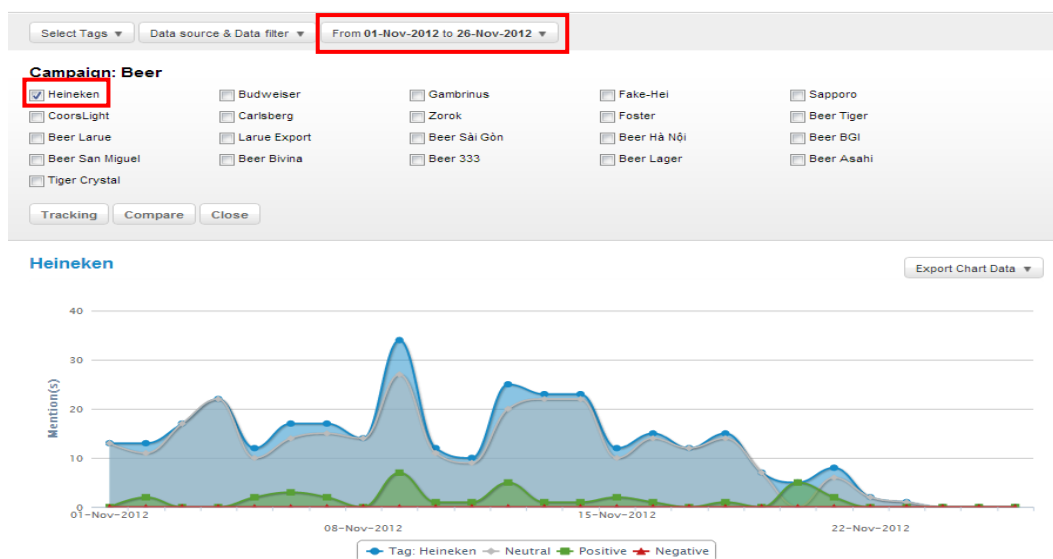 Select Tags ▼ Data source & Data filter ▼ From 01-Nov-2012 to 26-Nov-2012 ▼
Campaign: Beer
Heineken Budweiser Gambrinus Fake-Hei Sapporo
CoorsLight Carlsberg Zorok Foster Beer Tiger
Beer Larue Larue Export Beer Sài Gòn Beer Hà Nội Beer BGI
Beer San Miguel Beer Bivina Beer 333 Beer Lager Beer Asahi
Tiger Crystal
Tracking Compare Close
Heineken
Export Chart Data ▼
Mention(s)
40
30
20
10
0
01-Nov-2012 08-Nov-2012 15-Nov-2012 22-Nov-2012
Tag: Heineken Neutral Positive Negative